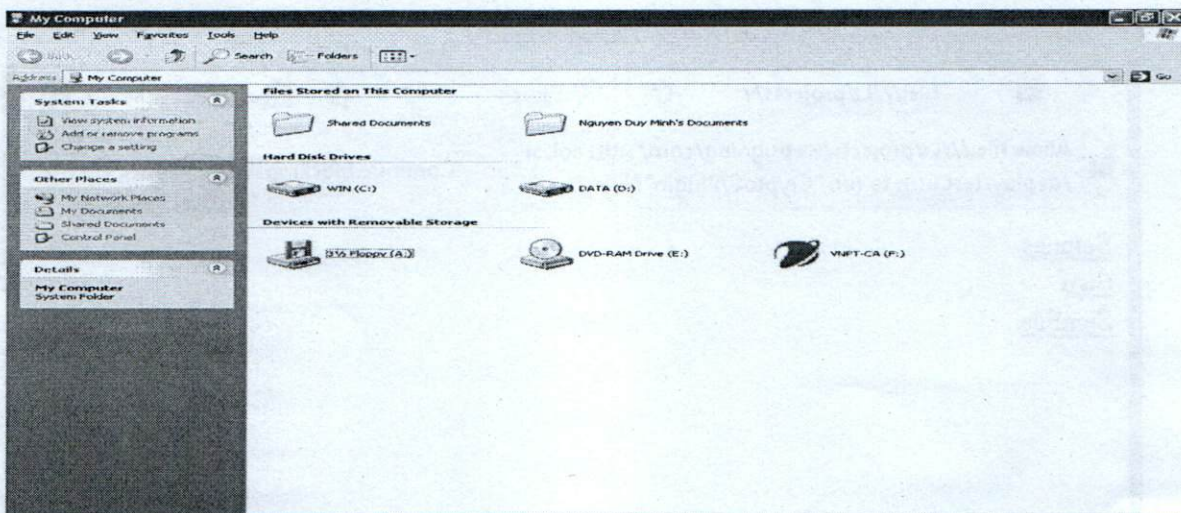 My Computer
File Edit View Favorites Tools Help
Back Search Folders
Address My Computer Go
System Tasks
View system information
Add or remove programs
Change a setting
Other Places
My Network Places
My Documents
Shared Documents
Control Panel
Details
My Computer
System Folder
Files Stored on This Computer
Shared Documents Nguyen Duy Minh's Documents
Hard Disk Drives
WIN (C:) DATA (D:)
Devices with Removable Storage
3½ Floppy (A:) DVD-RAM Drive (E:) VNPT-CA (F:)